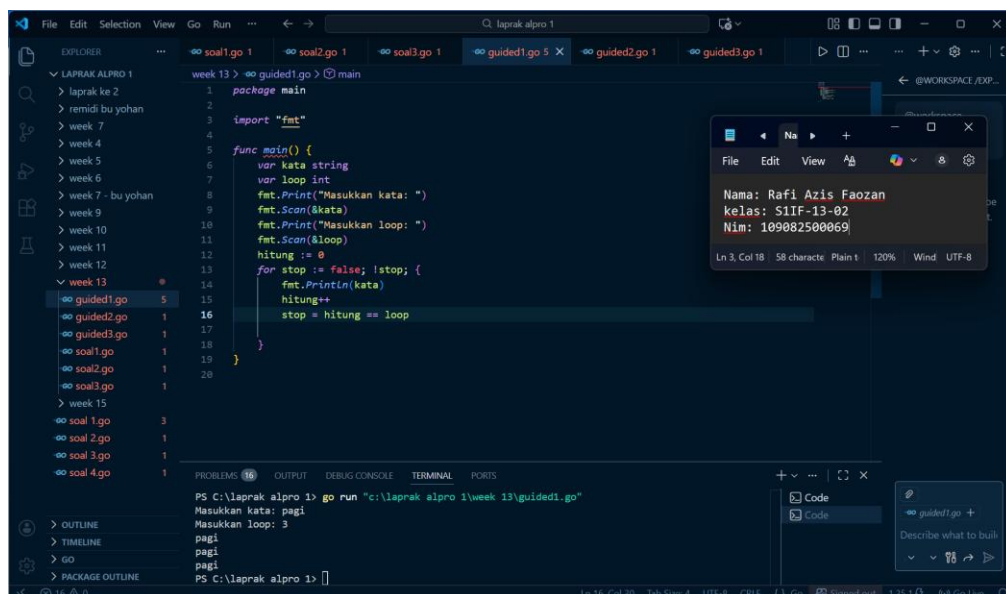 File Edit Selection View Go Run ... laprak alpro 1
EXPLORER ...
LAPRAK ALPRO 1
laprak ke 2
remidi bu yohan
week 7
week 4
week 5
week 6
week 7 - bu yohan
week 9
week 10
week 11
week 12
week 13
guided1.go 5
guided2.go 1
guided3.go 1
soal1.go 1
soal2.go 1
soal3.go 1
week 15
soal 1.go 3
soal 2.go 1
soal 3.go 1
soal 4.go 1
OUTLINE
TIMELINE
GO
PACKAGE OUTLINE
soal1.go 1 soal2.go 1 soal3.go 1 guided1.go 5 guided2.go 1 guided3.go 1
week 13 > guided1.go > main
1 package main
2
3 import "fmt"
4
5 func main() {
6 var kata string
7 var loop int
8 fmt.Print("Masukkan kata: ")
9 fmt.Scan(&kata)
10 fmt.Print("Masukkan loop: ")
11 fmt.Scan(&loop)
12 hitung := 0
13 for stop := false; !stop; {
14 fmt.Println(kata)
15 hitung++
16 stop = hitung == loop
17
18 }
19 }
20
PROBLEMS 16 OUTPUT DEBUG CONSOLE TERMINAL PORTS
PS C:\laprak alpro 1> go run "c:\laprak alpro 1\week 13\guided1.go"
Masukkan kata: pagi
Masukkan loop: 3
pagi
pagi
pagi
PS C:\laprak alpro 1>
Code
Code
@WORKSPACE /EXP...
Na
File Edit View
Nama: Rafi Azis Faozan
kelas: S1IF-13-02
Nim: 109082500069
Ln 3, Col 18 58 characte Plain t 120% Wind UTF-8
guided1.go +
Describe what to buil